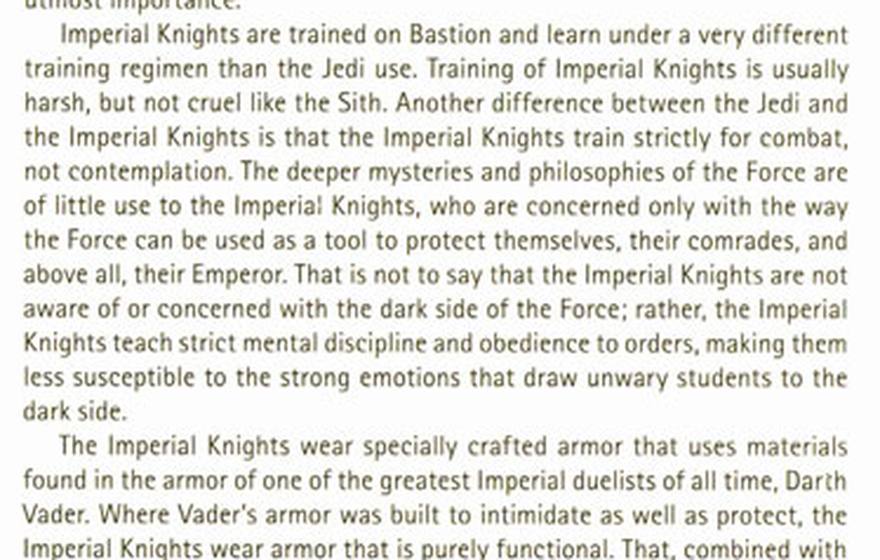 utmost importance.
Imperial Knights are trained on Bastion and learn under a very different
training regimen than the Jedi use. Training of Imperial Knights is usually
harsh, but not cruel like the Sith. Another difference between the Jedi and
the Imperial Knights is that the Imperial Knights train strictly for combat,
not contemplation. The deeper mysteries and philosophies of the Force are
of little use to the Imperial Knights, who are concerned only with the way
the Force can be used as a tool to protect themselves, their comrades, and
above all, their Emperor. That is not to say that the Imperial Knights are not
aware of or concerned with the dark side of the Force; rather, the Imperial
Knights teach strict mental discipline and obedience to orders, making them
less susceptible to the strong emotions that draw unwary students to the
dark side.
The Imperial Knights wear specially crafted armor that uses materials
found in the armor of one of the greatest Imperial duelists of all time, Darth
Vader. Where Vader's armor was built to intimidate as well as protect, the
Imperial Knights wear armor that is purely functional. That, combined with